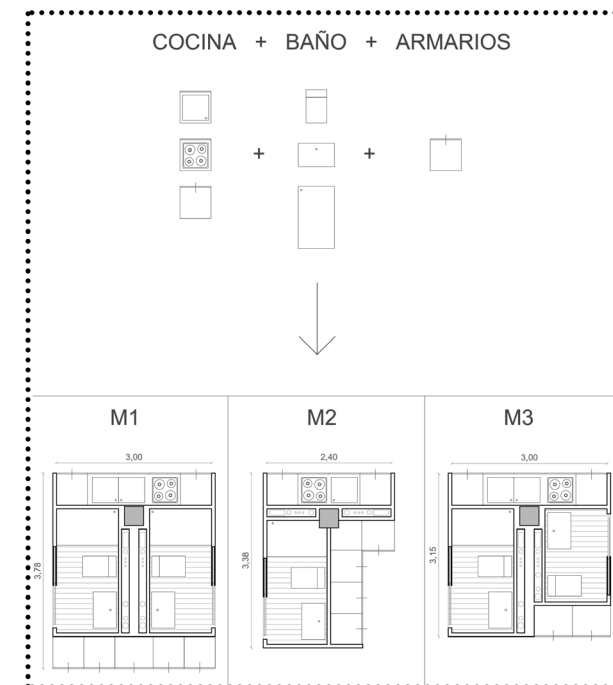 COCINA + BAÑO + ARMARIOS
+ +
M1 M2 M3
3,00 2,40 3,00
3,78 3,38 3,15